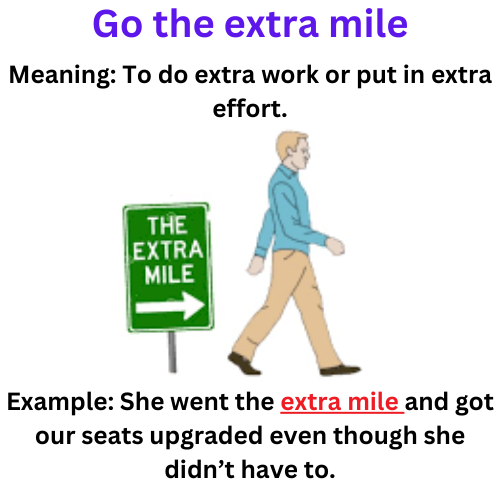 Go the extra mile
Meaning: To do extra work or put in extra
effort.
THE
EXTRA
MILE
Example: She went the extra mile and got
our seats upgraded even though she
didn’t have to.